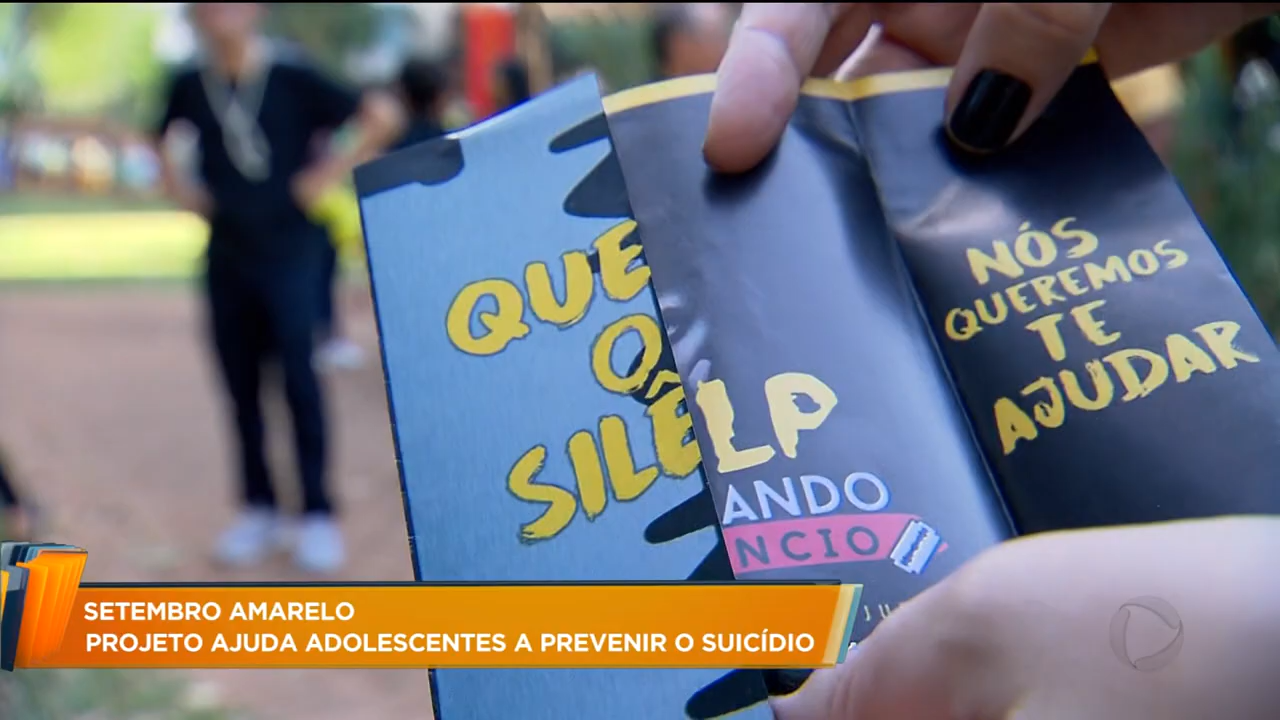 QUE
O
SILÊ
LP
ANDO
NCIO
NÓS
QUEREMOS
TE
AJUDAR
SETEMBRO AMARELO
PROJETO AJUDA ADOLESCENTES A PREVENIR O SUICÍDIO